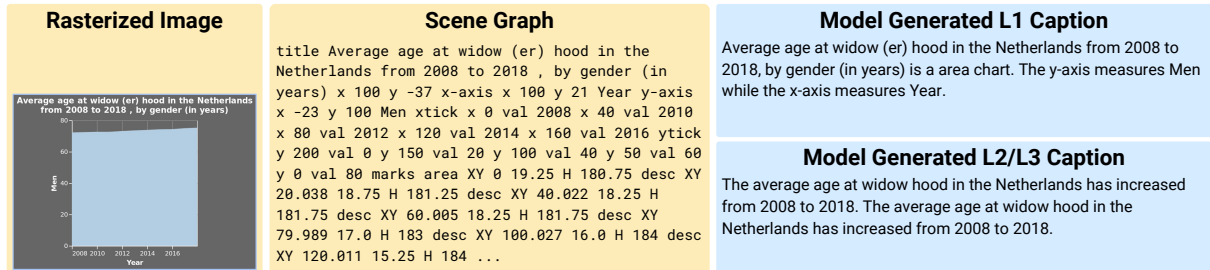 Rasterized Image
Average age at widow (er) hood in the Netherlands
from 2008 to 2018 , by gender (in years)
80
60
40
20
0
Men
2008 2010 2012 2014 2016
Year
Scene Graph
title Average age at widow (er) hood in the
Netherlands from 2008 to 2018 , by gender (in
years) x 100 y -37 x-axis x 100 y 21 Year y-axis
x -23 y 100 Men xtick x 0 val 2008 x 40 val 2010
x 80 val 2012 x 120 val 2014 x 160 val 2016 ytick
y 200 val 0 y 150 val 20 y 100 val 40 y 50 val 60
y 0 val 80 marks area XY 0 19.25 H 180.75 desc XY
20.038 18.75 H 181.25 desc XY 40.022 18.25 H
181.75 desc XY 60.005 18.25 H 181.75 desc XY
79.989 17.0 H 183 desc XY 100.027 16.0 H 184 desc
XY 120.011 15.25 H 184 ...
Model Generated L1 Caption
Average age at widow (er) hood in the Netherlands from 2008 to
2018, by gender (in years) is a area chart. The y-axis measures Men
while the x-axis measures Year.
Model Generated L2/L3 Caption
The average age at widow hood in the Netherlands has increased
from 2008 to 2018. The average age at widow hood in the
Netherlands has increased from 2008 to 2018.